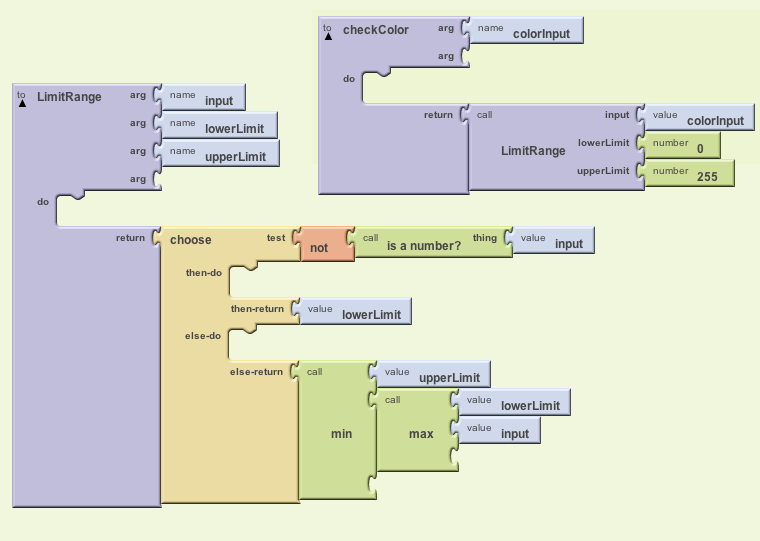 to checkColor arg name colorInput
arg
do
return call input value colorInput
LimitRange lowerLimit number 0
upperLimit number 255
to LimitRange arg name input
arg name lowerLimit
arg name upperLimit
arg
do
return choose test not call is a number? thing value input
then-do
then-return value lowerLimit
else-do
else-return call value upperLimit
call value lowerLimit
min max value input